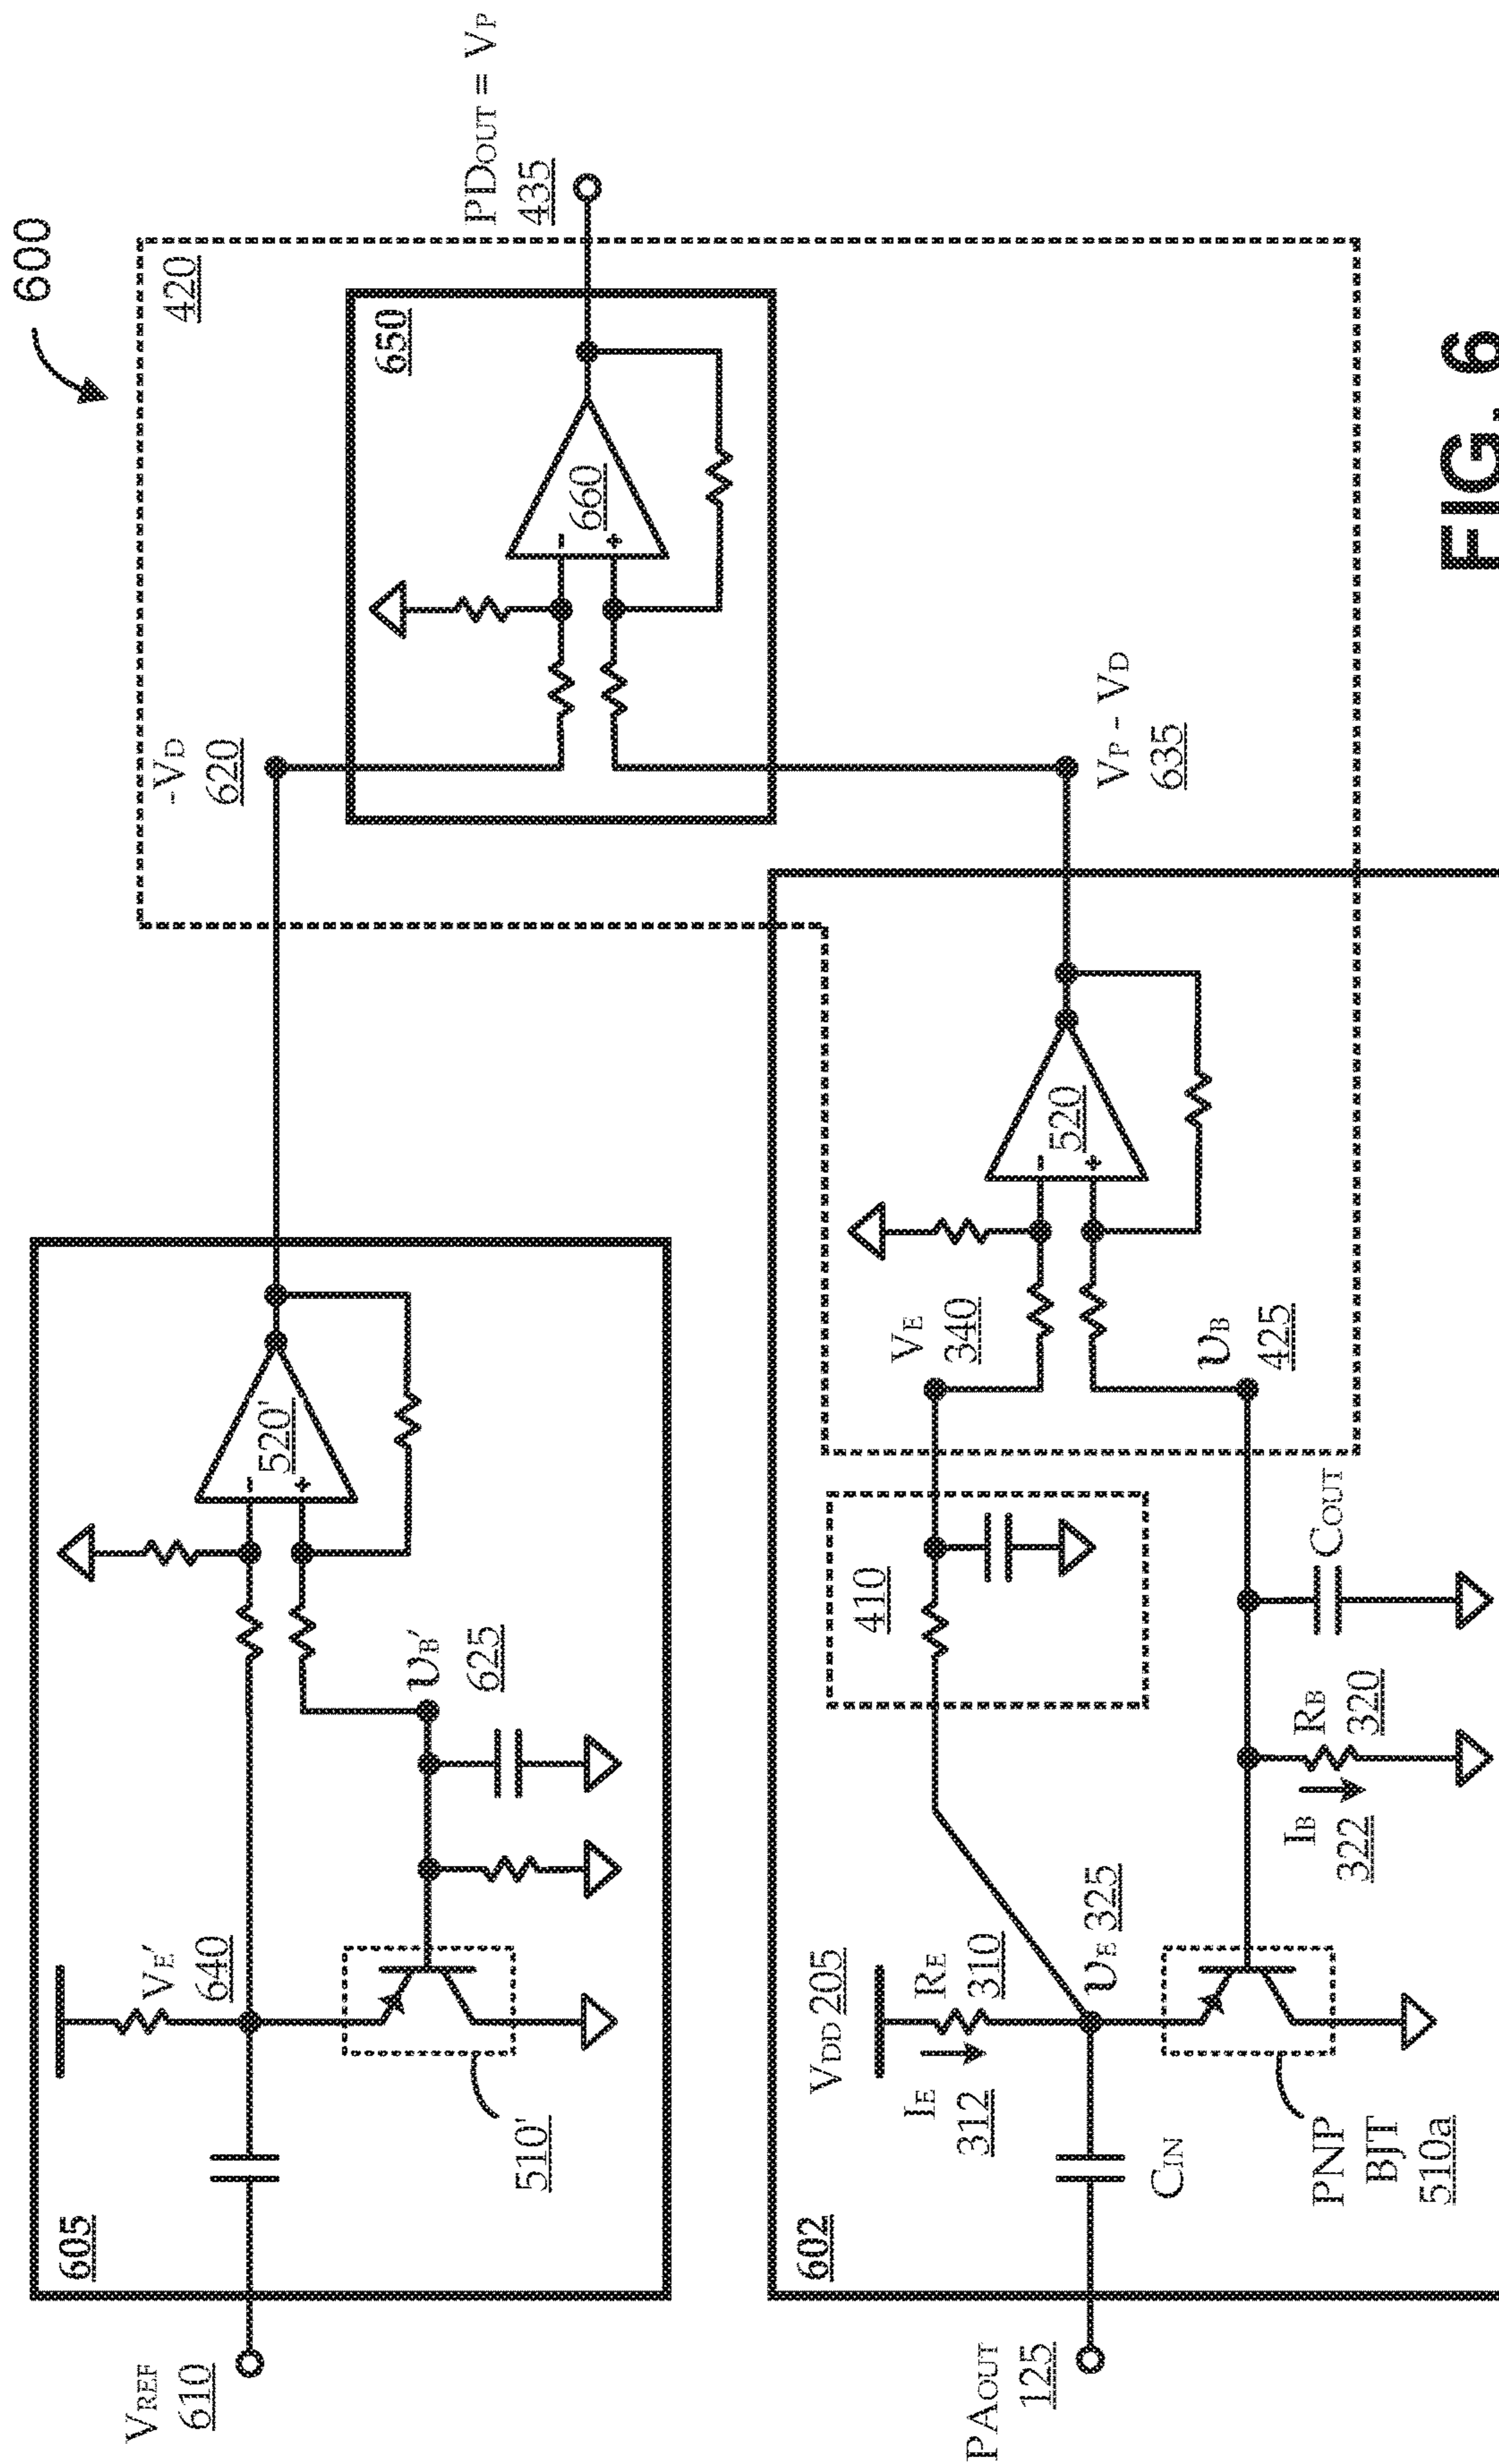 600
420
PDOUT = VP
435
-VD
620
650
-
+
660
VP - VD
635
605
VREF
610
VE'
640
510'
υB'
625
-
+
520'
602
PAOUT
125
CIN
VDD 205
IE
312
RE
310
υE 325
PNP
BJT
510a
410
IB
322
RB
320
COUT
VE
340
υB
425
-
+
520
FIG. 6